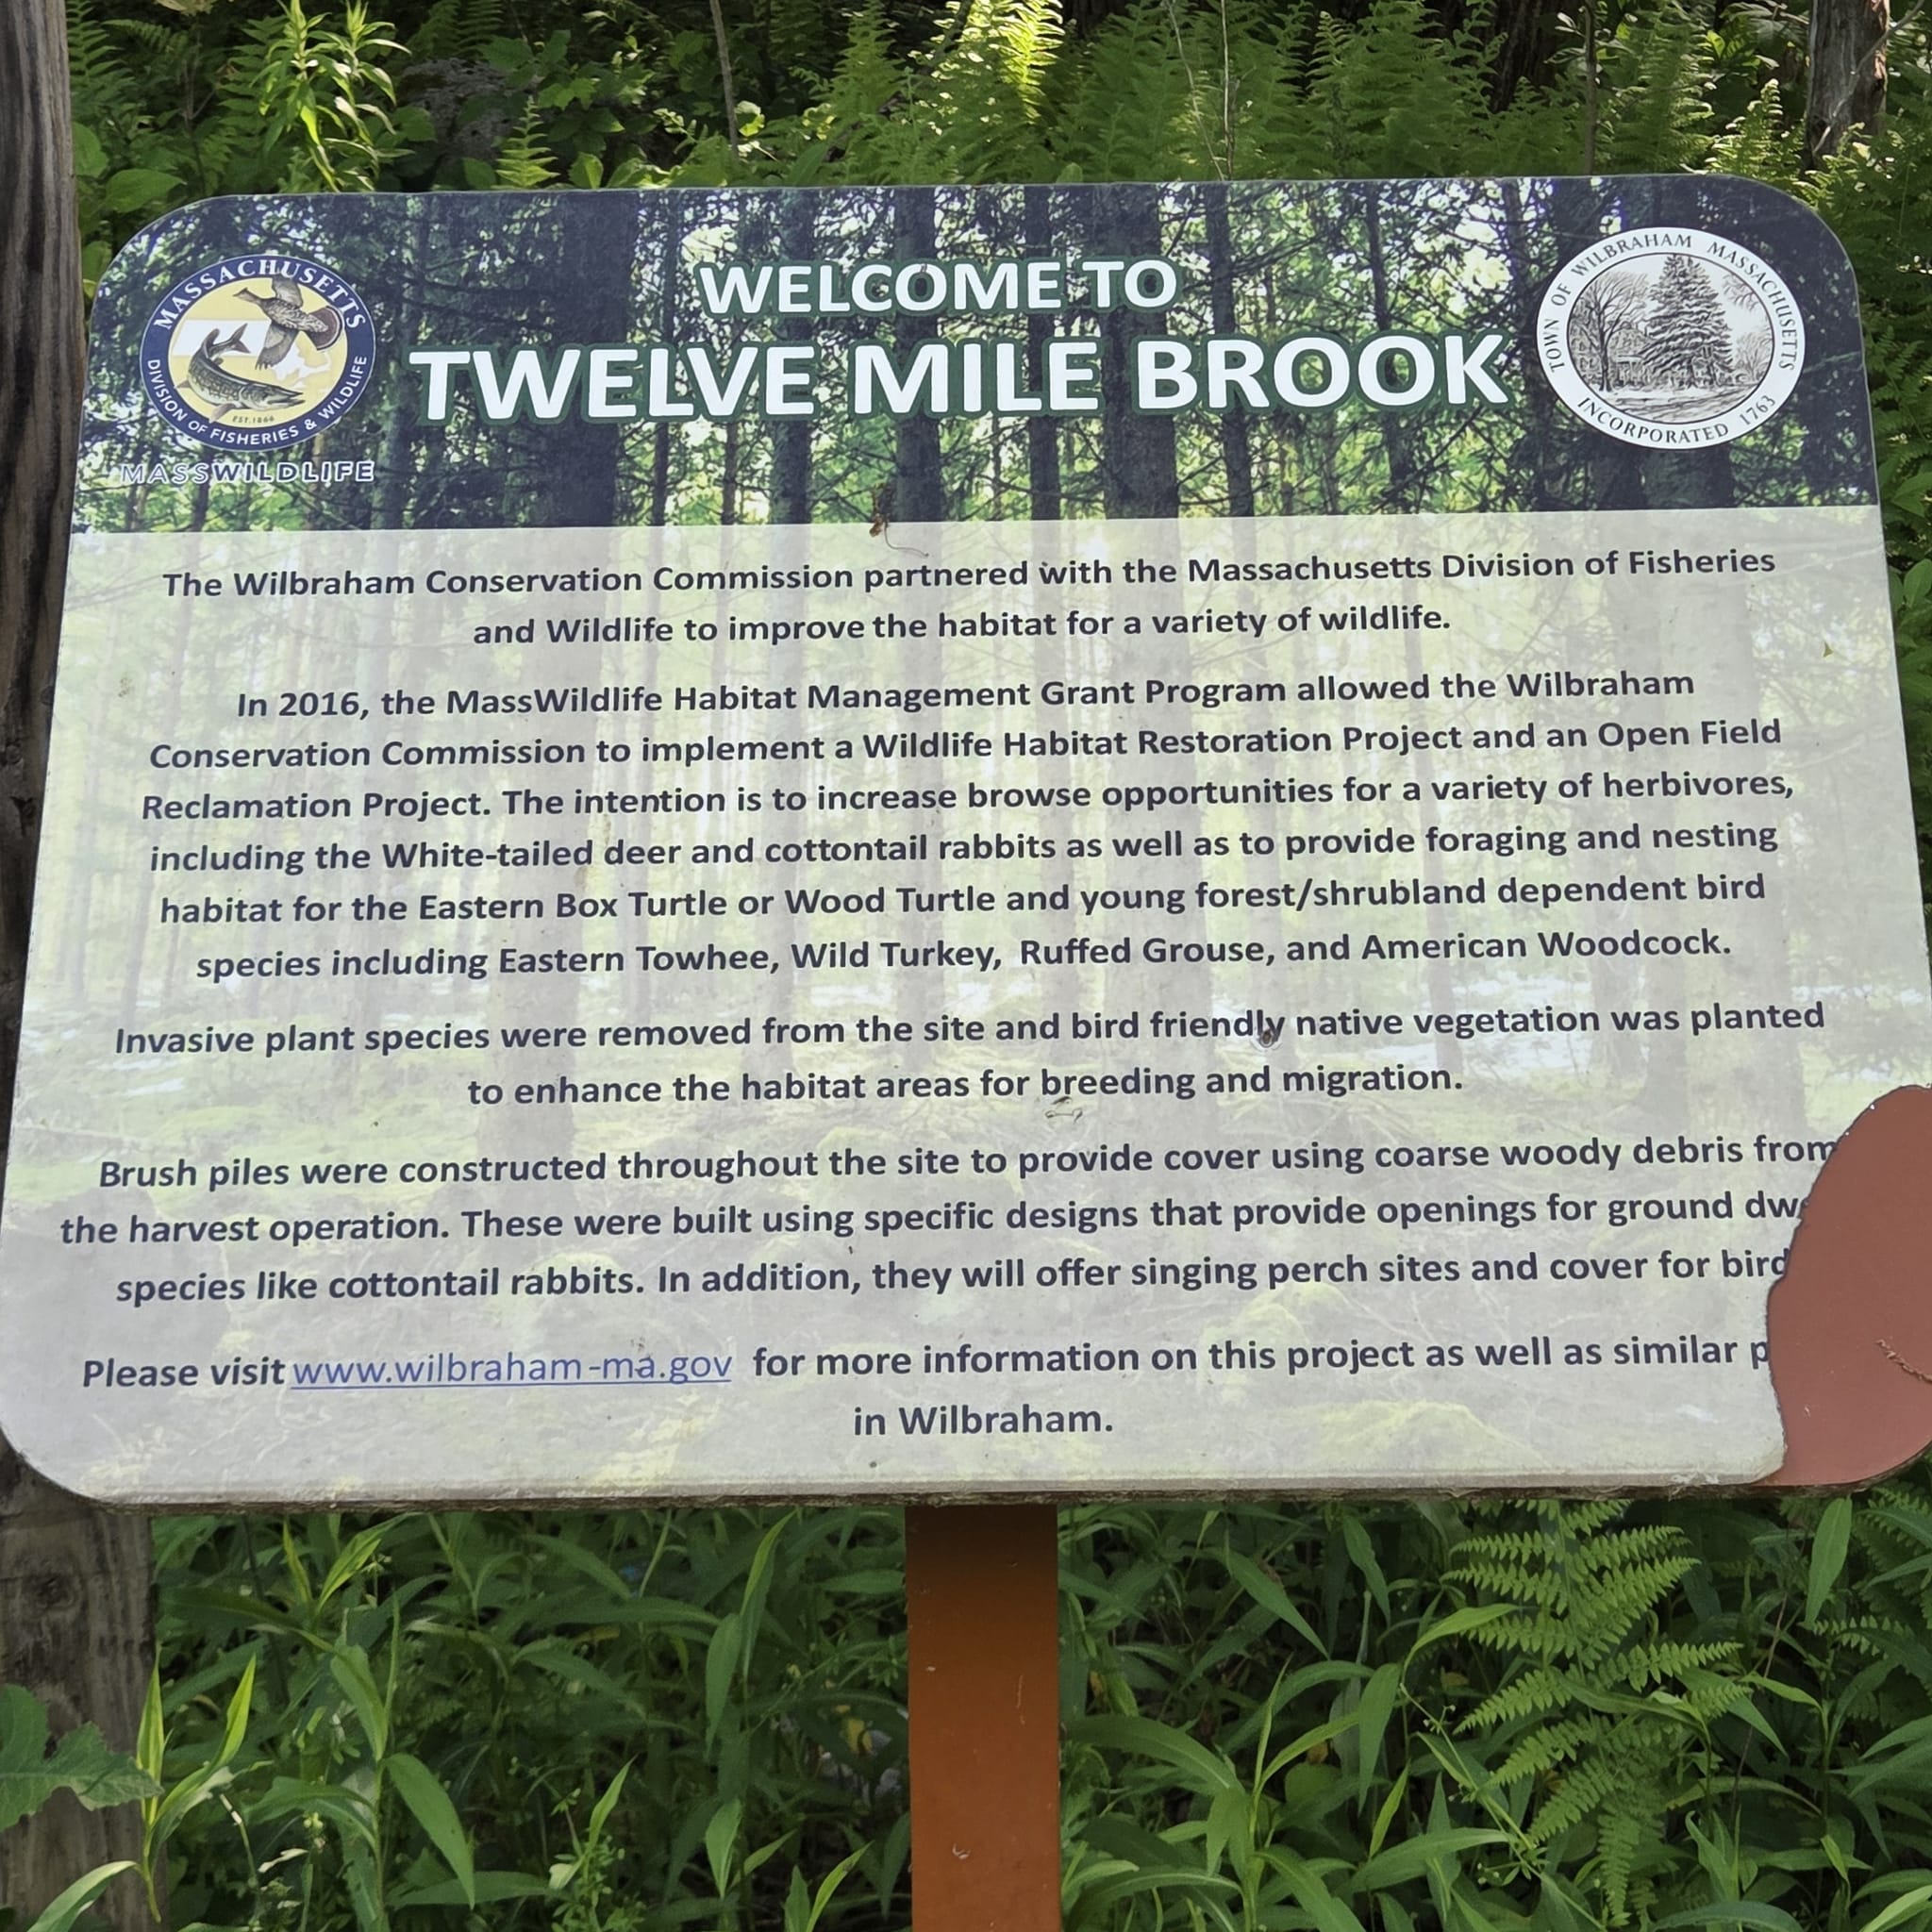 MASSACHUSETTS
DIVISION OF FISHERIES & WILDLIFE
EST. 1866
MASSWILDLIFE
WELCOME TO
TWELVE MILE BROOK
TOWN OF WILBRAHAM MASSACHUSETTS
INCORPORATED 1763
The Wilbraham Conservation Commission partnered with the Massachusetts Division of Fisheries
and Wildlife to improve the habitat for a variety of wildlife.
In 2016, the MassWildlife Habitat Management Grant Program allowed the Wilbraham
Conservation Commission to implement a Wildlife Habitat Restoration Project and an Open Field
Reclamation Project. The intention is to increase browse opportunities for a variety of herbivores,
including the White-tailed deer and cottontail rabbits as well as to provide foraging and nesting
habitat for the Eastern Box Turtle or Wood Turtle and young forest/shrubland dependent bird
species including Eastern Towhee, Wild Turkey, Ruffed Grouse, and American Woodcock.
Invasive plant species were removed from the site and bird friendly native vegetation was planted
to enhance the habitat areas for breeding and migration.
Brush piles were constructed throughout the site to provide cover using coarse woody debris from
the harvest operation. These were built using specific designs that provide openings for ground
species like cottontail rabbits. In addition, they will offer singing perch sites and cover for bird
Please visit www.wilbraham-ma.gov for more information on this project as well as similar
in Wilbraham.